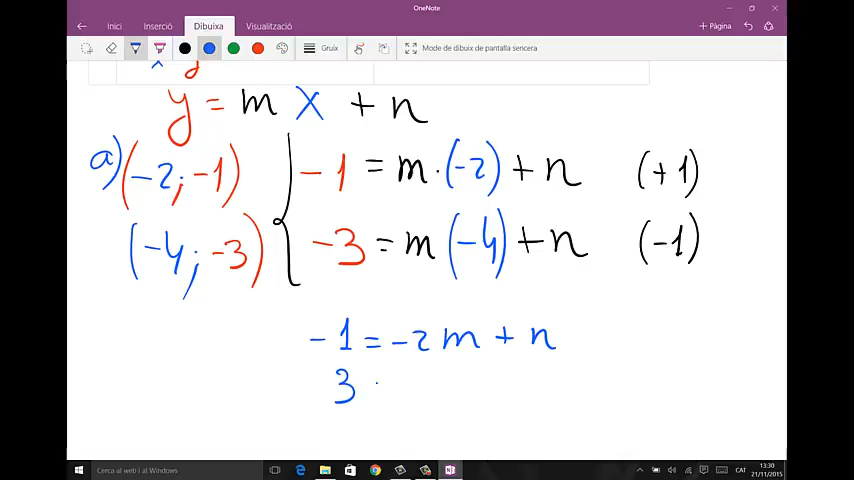 OneNote
Inici Inserció Dibuixa Visualització + Pàgina
Gruix Mode de dibuix de pantalla sencera
y = m x + n
a) (-2; -1) -1 = m·(-2) + n (+1)
(-4; -3) -3 = m (-4) + n (-1)
-1 = -2m + n
3
Cerca al web i al Windows CAT 13:30
21/11/2015